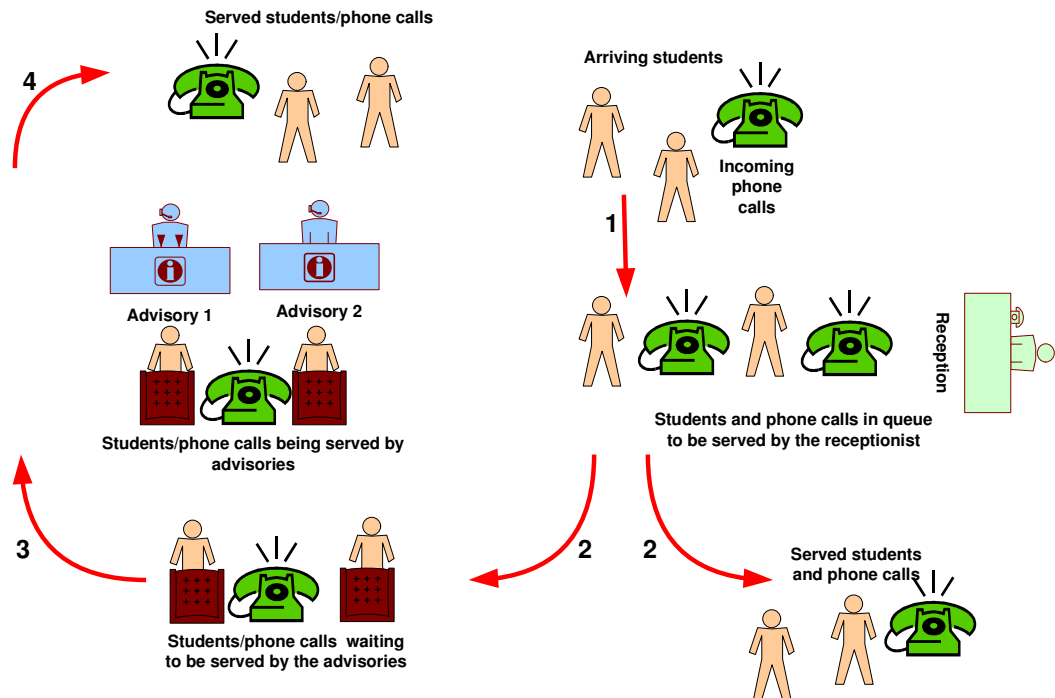 Served students/phone calls
4
Arriving students
Incoming
phone
calls
1
Advisory 1
Advisory 2
Reception
Students and phone calls in queue
to be served by the receptionist
Students/phone calls being served by
advisories
3
2
2
Served students
and phone calls
Students/phone calls waiting
to be served by the advisories